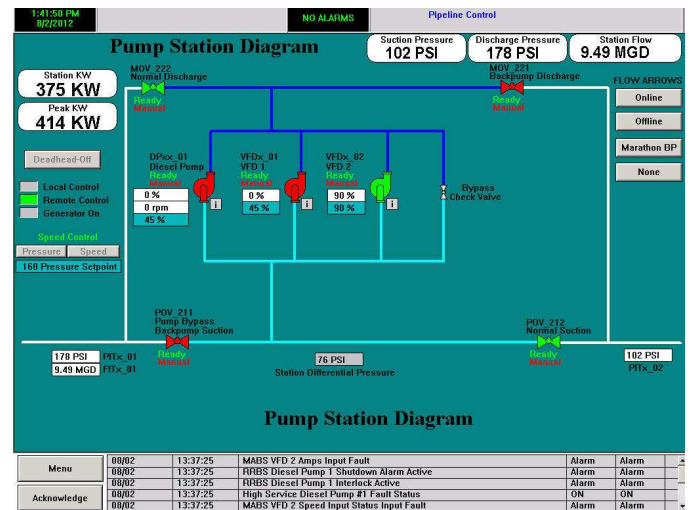 1:41:50 PM
8/2/2012
NO ALARMS
Pipeline Control
Pump Station Diagram
Suction Pressure
102 PSI
Discharge Pressure
178 PSI
Station Flow
9.49 MGD
Station KW
375 KW
Peak KW
414 KW
MOV_222
Normal Discharge
Ready
Manual
MOV_221
Backpump Discharge
Ready
Manual
FLOW ARROWS
Online
Offline
Marathon BP
None
Deadhead-Off
Local Control
Remote Control
Generator On
Speed Control
Pressure
Speed
160 Pressure Setpoint
DPxx_01
Diesel Pump
Ready
Manual
0 %
0 rpm
45 %
i
VFDx_01
VFD 1
Ready
Manual
0 %
45 %
i
VFDx_02
VFD 2
Ready
Manual
90 %
90 %
i
Bypass
Check Valve
POV_211
Pump Bypass
Backpump Suction
Ready
Manual
POV_212
Normal Suction
Ready
Manual
178 PSI PITx_01
9.49 MGD FITx_01
76 PSI
Station Differential Pressure
102 PSI
PITx_02
Pump Station Diagram
Menu
Acknowledge
08/02 13:37:25 MABS VFD 2 Amps Input Fault Alarm Alarm
08/02 13:37:25 RRBS Diesel Pump 1 Shutdown Alarm Active Alarm Alarm
08/02 13:37:25 RRBS Diesel Pump 1 Interlock Active Alarm Alarm
08/02 13:37:25 High Service Diesel Pump #1 Fault Status ON ON
08/02 13:37:25 MABS VFD 2 Speed Input Status Input Fault Alarm Alarm